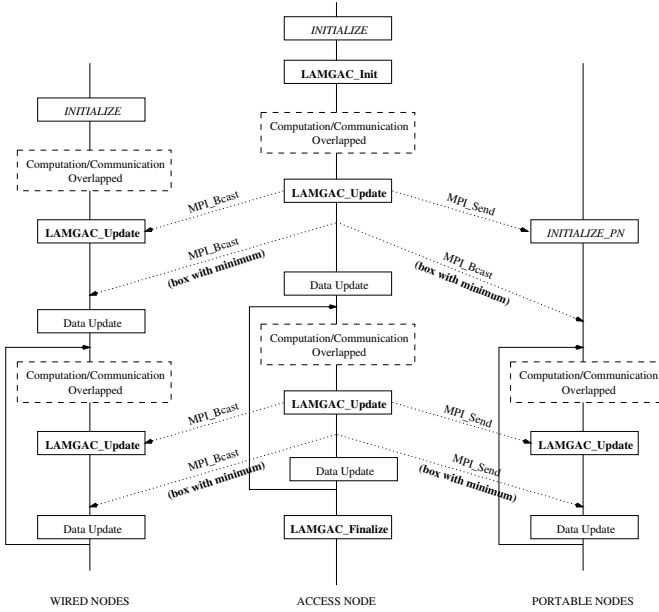 INITIALIZE
LAMGAC_Init
INITIALIZE
Computation/Communication
Overlapped
Computation/Communication
Overlapped
MPI_Bcast
LAMGAC_Update
MPI_Send
LAMGAC_Update
INITIALIZE_PN
MPI_Bcast
(box with minimum)
MPI_Bcast
(box with minimum)
Data Update
Data Update
Computation/Communication
Overlapped
Computation/Communication
Overlapped
Computation/Communication
Overlapped
MPI_Bcast
LAMGAC_Update
MPI_Send
LAMGAC_Update
LAMGAC_Update
MPI_Bcast
(box with minimum)
Data Update
MPI_Send
(box with minimum)
Data Update
LAMGAC_Finalize
Data Update
WIRED NODES
ACCESS NODE
PORTABLE NODES